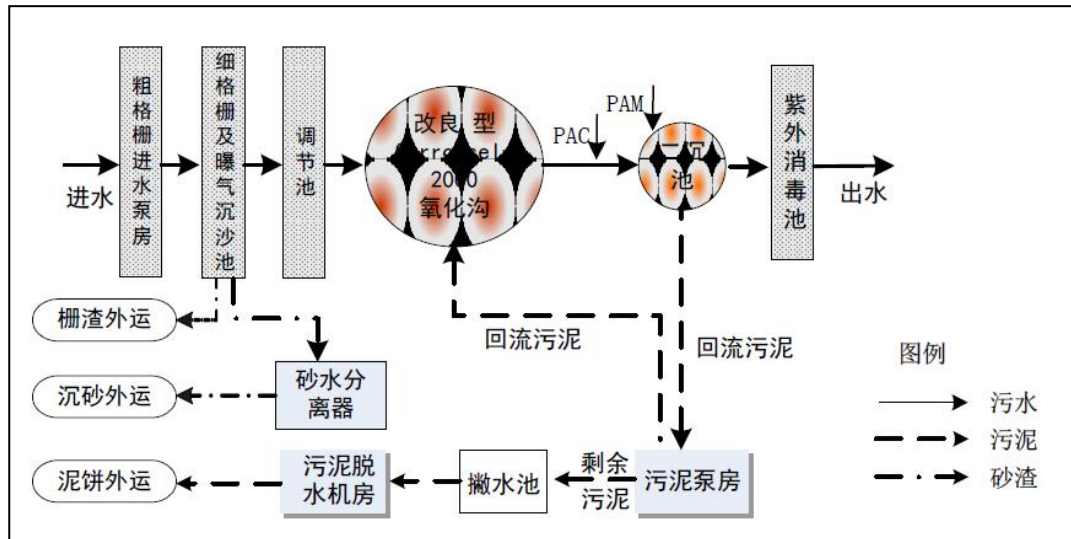 进水
粗格栅进水泵房
细格栅及曝气沉沙池
调节池
改良 型
2000
氧化沟
PAC
PAM
二沉
池
紫外消毒池
出水
栅渣外运
沉砂外运
泥饼外运
砂水分
离器
回流污泥
回流污泥
污泥脱
水机房
撇水池
剩余
污泥
污泥泵房
图例
污水
污泥
砂渣